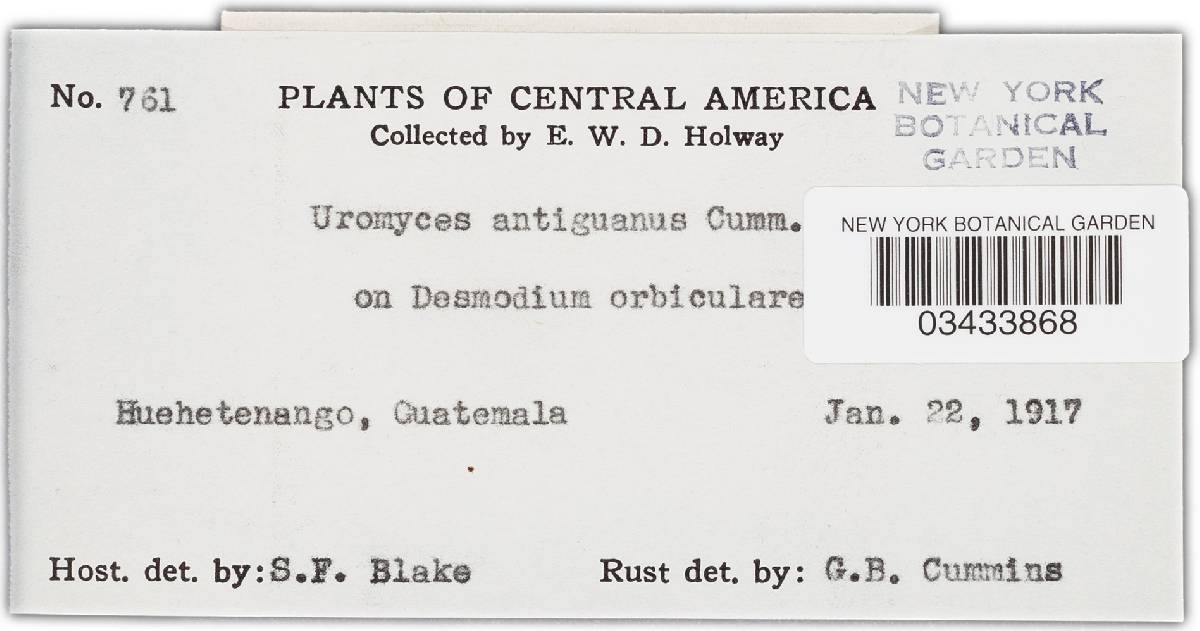 No. 761
PLANTS OF CENTRAL AMERICA
Collected by E. W. D. Holway
NEW YORK
BOTANICAL
GARDEN
Uromyces antiguanus Cumm.
on Desmodium orbiculare
NEW YORK BOTANICAL GARDEN
03433868
Huehetenango, Guatemala
Jan. 22, 1917
Host. det. by: S.F. Blake
Rust det. by: G.B. Cummins